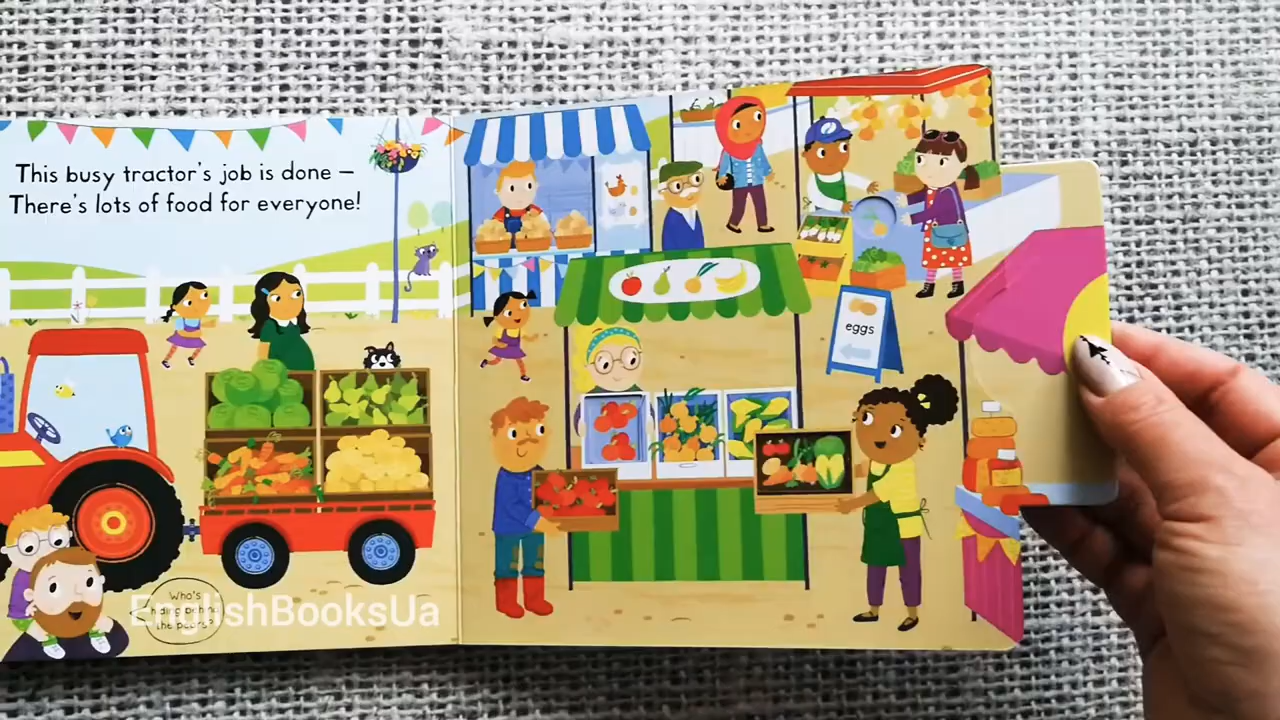 This busy tractor's job is done –
There's lots of food for everyone!
eggs
Who's
hiding behind
the pears?
EnglishBooksUa